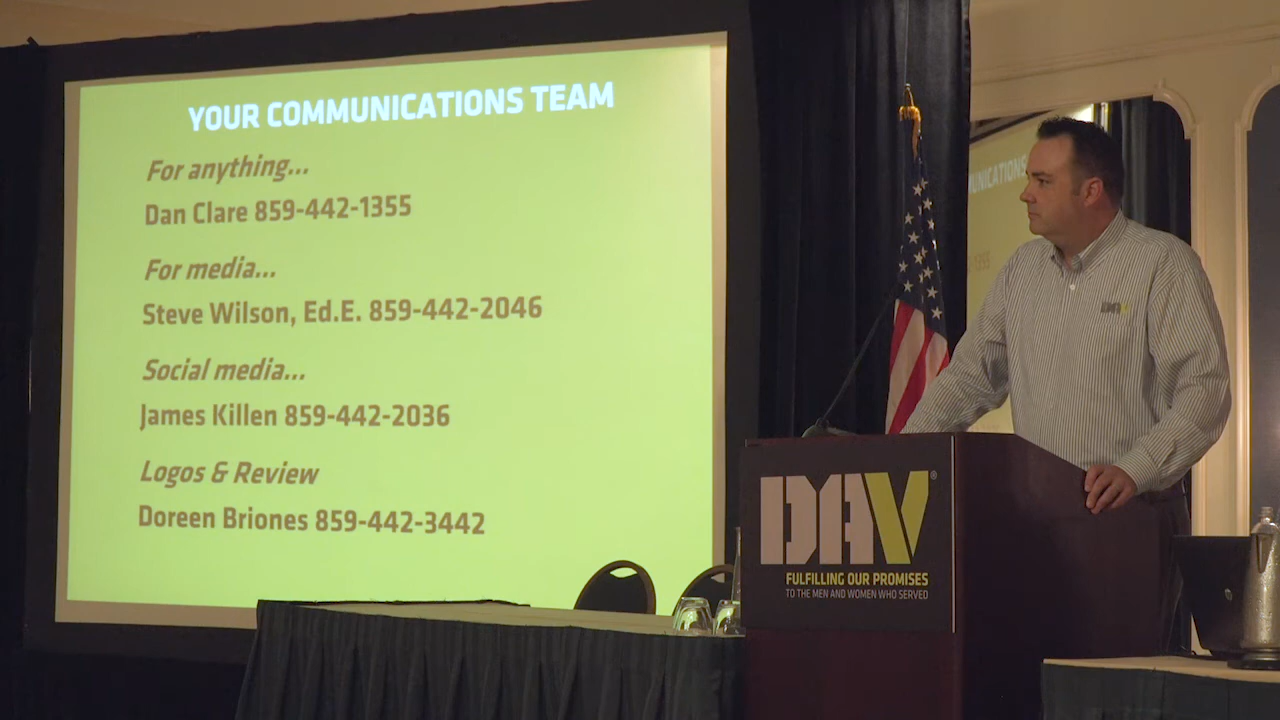 YOUR COMMUNICATIONS TEAM
For anything...
Dan Clare 859-442-1355
For media...
Steve Wilson, Ed.E. 859-442-2046
Social media...
James Killen 859-442-2036
Logos & Review
Doreen Briones 859-442-3442
DAV®
FULFILLING OUR PROMISES
TO THE MEN AND WOMEN WHO SERVED
DAV